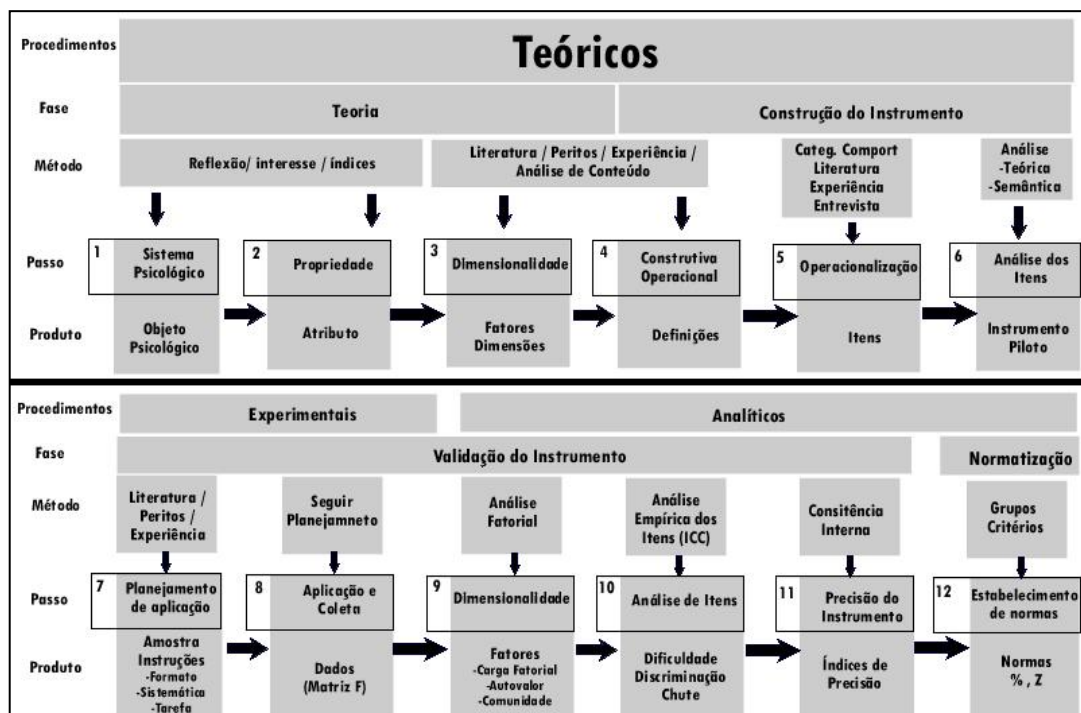 Procedimentos
Teóricos
Fase
Teoria
Construção do Instrumento
Método
Reflexão/ interesse / índices
Literatura / Peritos / Experiência /
Análise de Conteúdo
Categ. Comport
Literatura
Experiência
Entrevista
Análise
-Teórica
-Semântica
Passo
1
Sistema
Psicológico
2
Propriedade
3
Dimensionalidade
4
Construtiva
Operacional
5
Operacionalização
6
Análise dos
Itens
Produto
Objeto
Psicológico
Atributo
Fatores
Dimensões
Definições
Itens
Instrumento
Piloto
Procedimentos
Experimentais
Analíticos
Fase
Validação do Instrumento
Normatização
Método
Literatura /
Peritos /
Experiência
Seguir
Planejamneto
Análise
Fatorial
Análise
Empírica dos
Itens (ICC)
Consitência
Interna
Grupos
Critérios
Passo
7
Planejamento
de aplicação
8
Aplicação e
Coleta
9
Dimensionalidade
10
Análise de Itens
11
Precisão do
Instrumento
12
Estabelecimento
de normas
Produto
Amostra
Instruções
-Formato
-Sistemática
-Tarefa
Dados
(Matriz F)
Fatores
-Carga Fatorial
-Autovalor
-Comunidade
Dificuldade
Discriminação
Chute
Índices de
Precisão
Normas
% , Z